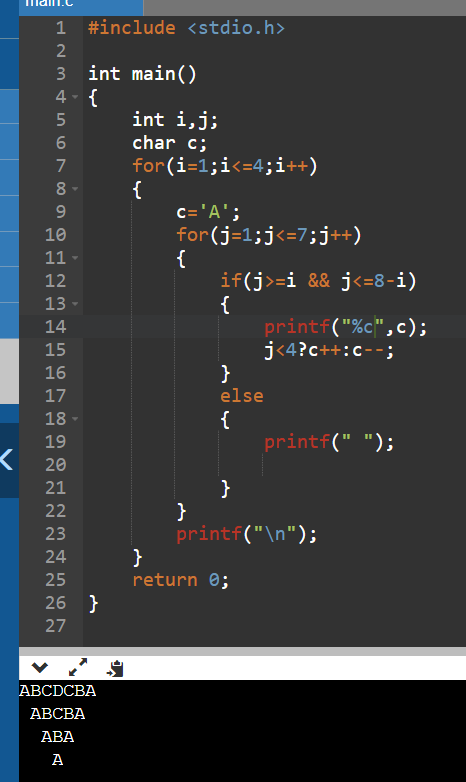 main.c
1 #include <stdio.h>
2
3 int main()
4 {
5     int i,j;
6     char c;
7     for(i=1;i<=4;i++)
8     {
9         c='A';
10         for(j=1;j<=7;j++)
11         {
12             if(j>=i && j<=8-i)
13             {
14                 printf("%c",c);
15                 j<4?c++:c--;
16             }
17             else
18             {
19                 printf(" ");
20
21             }
22         }
23         printf("\n");
24     }
25     return 0;
26 }
27
ABCDCBA
 ABCBA
  ABA
   A